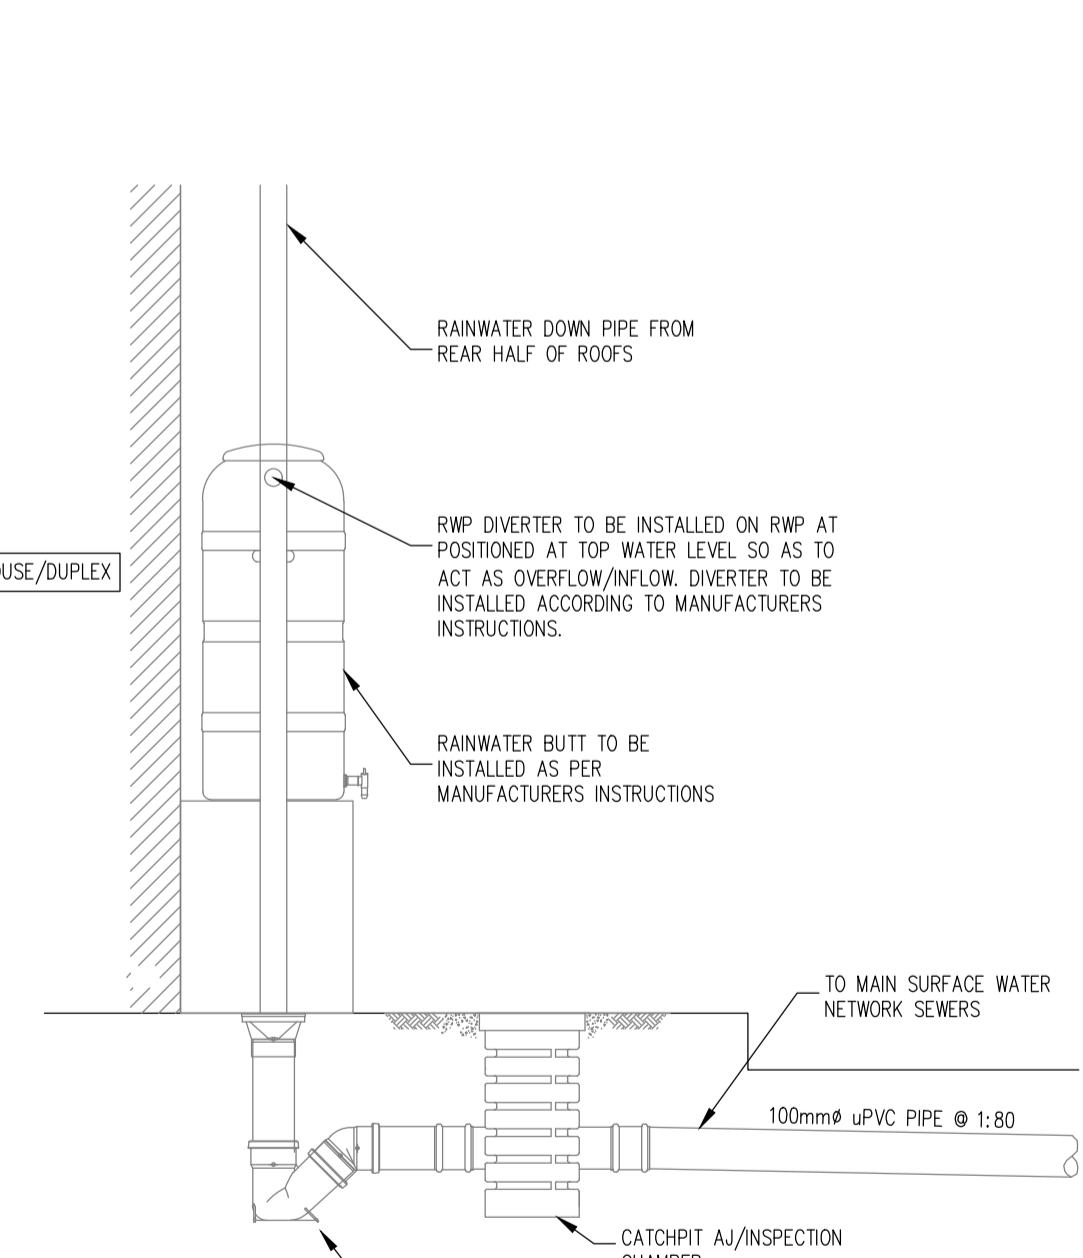 RAINWATER DOWN PIPE FROM
REAR HALF OF ROOFS
RWP DIVERTER TO BE INSTALLED ON RWP AT
POSITIONED AT TOP WATER LEVEL SO AS TO
ACT AS OVERFLOW/INFLOW. DIVERTER TO BE
INSTALLED ACCORDING TO MANUFACTURERS
INSTRUCTIONS.
/DUPLEX
RAINWATER BUTT TO BE
INSTALLED AS PER
MANUFACTURERS INSTRUCTIONS
TO MAIN SURFACE WATER
NETWORK SEWERS
100mmø uPVC PIPE @ 1:80
CATCHPIT AJ/INSPECTION